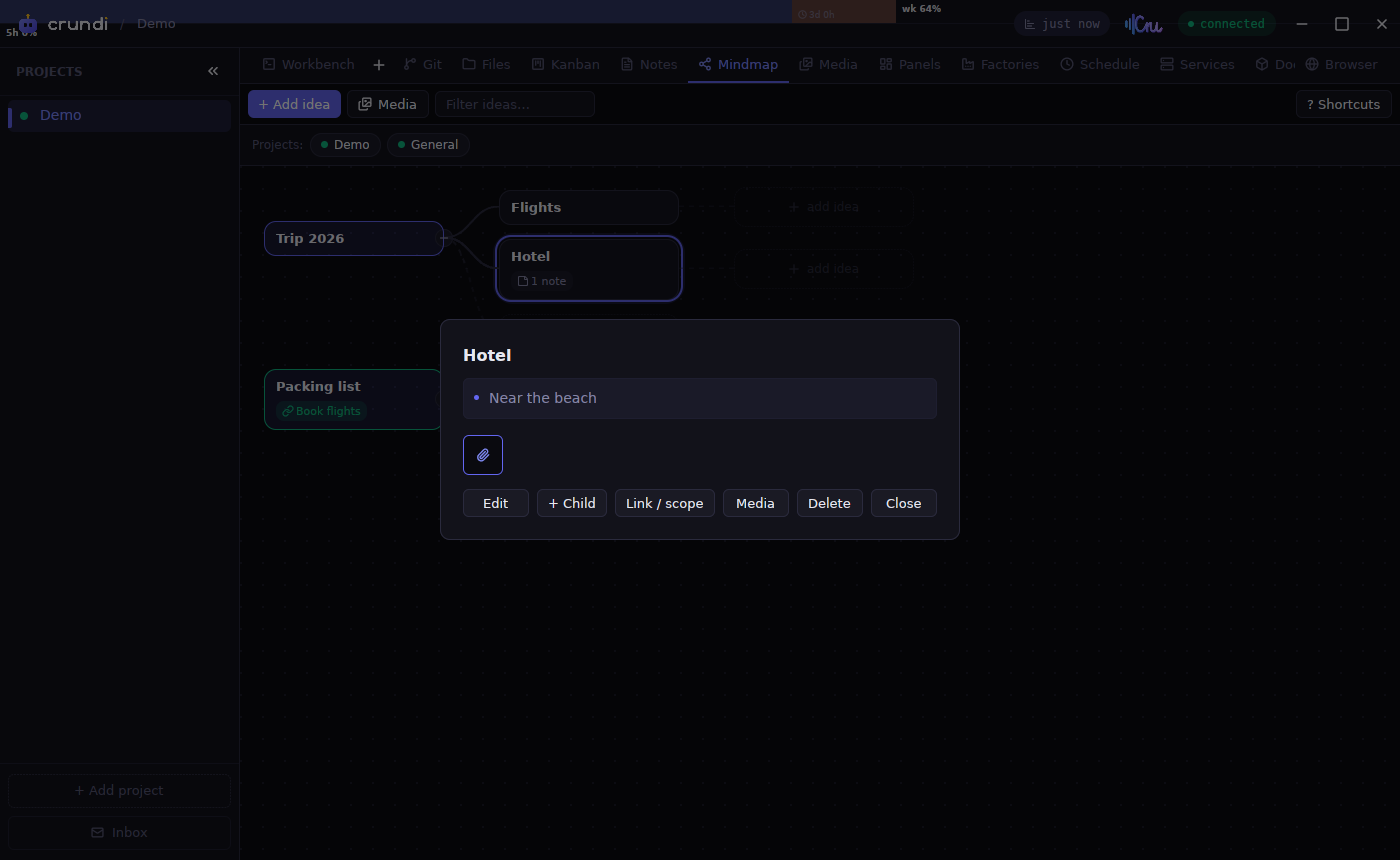 wk 64%
5h 6%
3d 0h
crundi / Demo
just now
Cru
connected
PROJECTS
Workbench
Git
Files
Kanban
Notes
Mindmap
Media
Panels
Factories
Schedule
Services
Doc
Browser
Demo
+ Add idea
Media
Filter ideas...
? Shortcuts
Projects:
Demo
General
Flights
+ add idea
Trip 2026
Hotel
1 note
+ add idea
Packing list
Book flights
Hotel
Near the beach
Edit
+ Child
Link / scope
Media
Delete
Close
+ Add project
Inbox